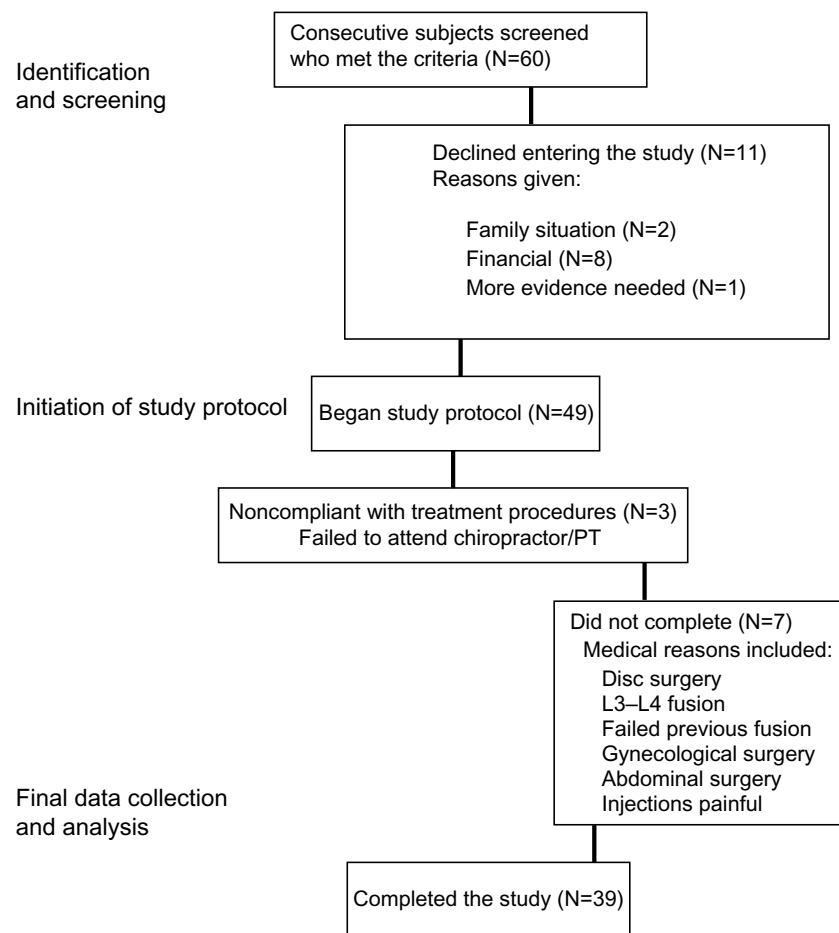 Consecutive subjects screened
who met the criteria (N=60)
Identification
and screening
Declined entering the study (N=11)
Reasons given:
Family situation (N=2)
Financial (N=8)
More evidence needed (N=1)
Initiation of study protocol
Began study protocol (N=49)
Noncompliant with treatment procedures (N=3)
Failed to attend chiropractor/PT
Did not complete (N=7)
Medical reasons included:
Disc surgery
L3–L4 fusion
Failed previous fusion
Gynecological surgery
Abdominal surgery
Injections painful
Final data collection
and analysis
Completed the study (N=39)